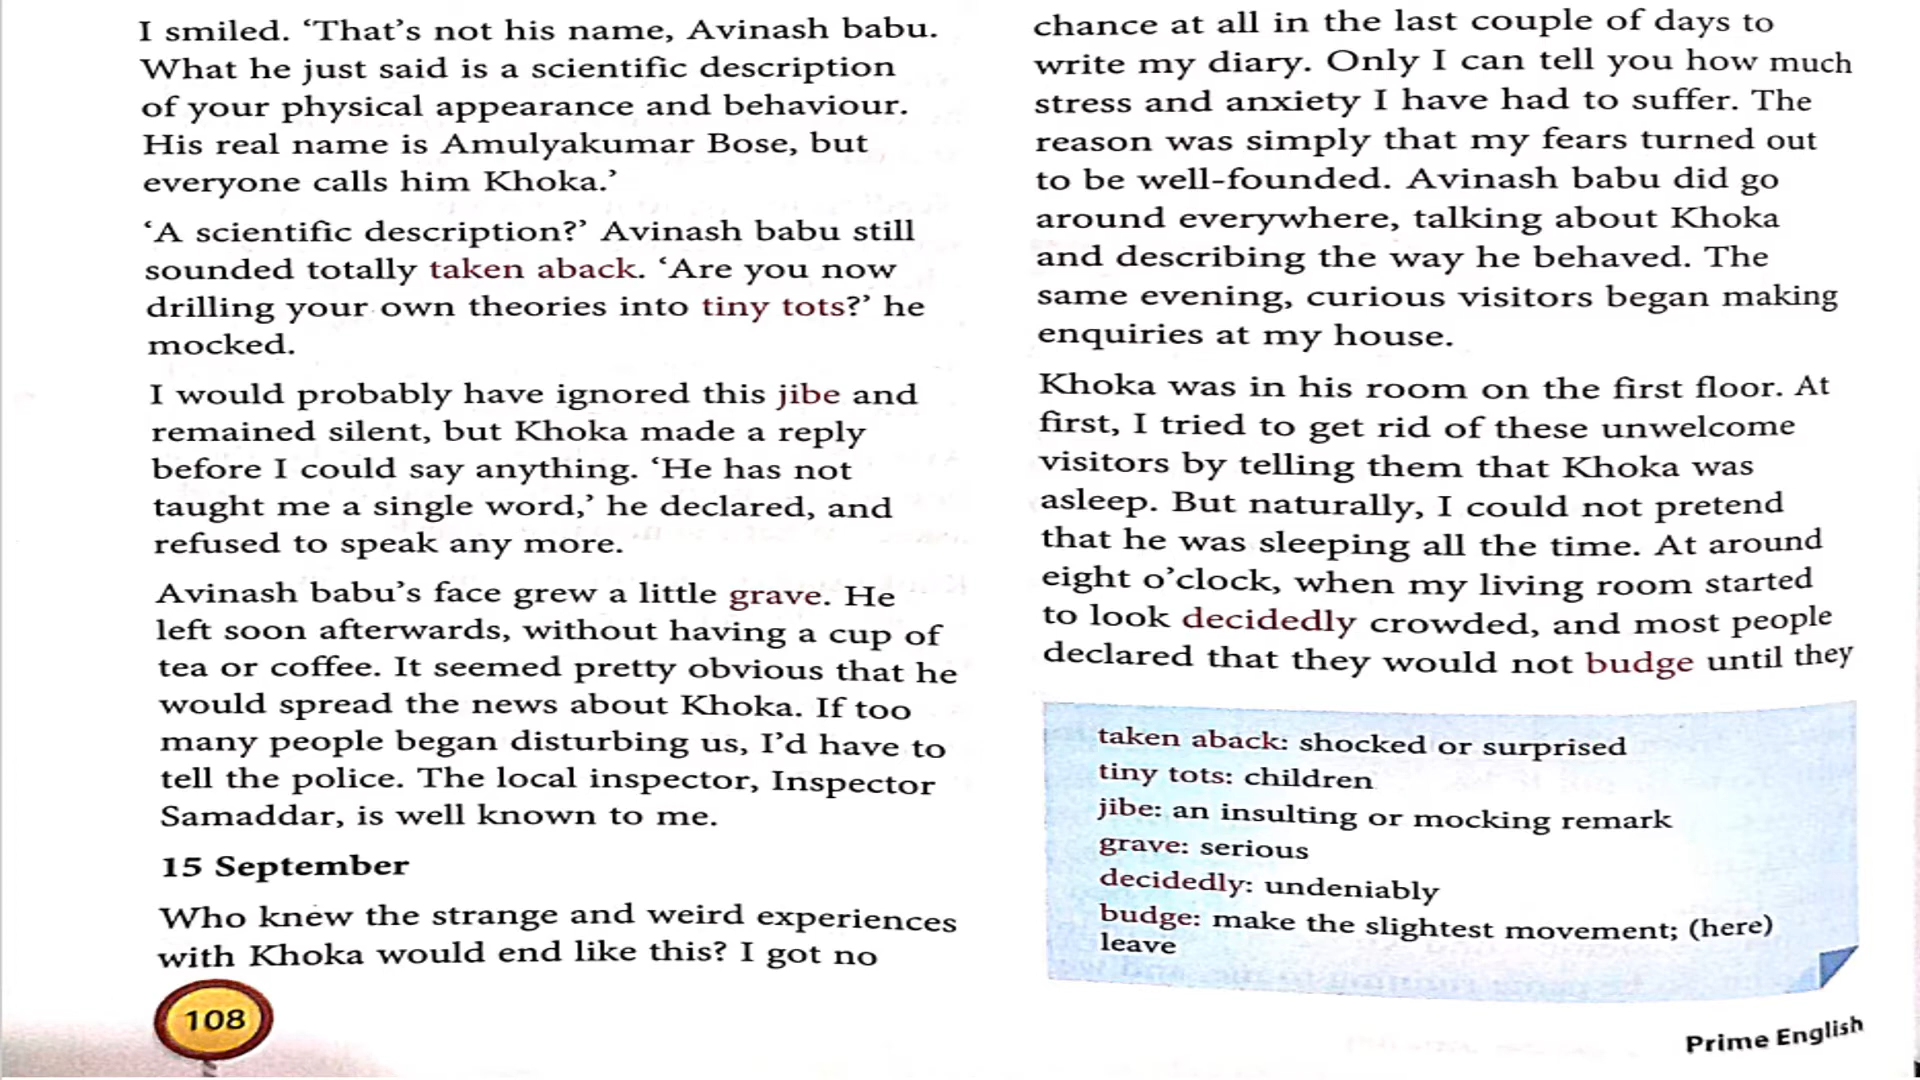 I smiled. ‘That’s not his name, Avinash babu.
What he just said is a scientific description
of your physical appearance and behaviour.
His real name is Amulyakumar Bose, but
everyone calls him Khoka.’
‘A scientific description?’ Avinash babu still
sounded totally taken aback. ‘Are you now
drilling your own theories into tiny tots?’ he
mocked.
I would probably have ignored this jibe and
remained silent, but Khoka made a reply
before I could say anything. ‘He has not
taught me a single word,’ he declared, and
refused to speak any more.
Avinash babu’s face grew a little grave. He
left soon afterwards, without having a cup of
tea or coffee. It seemed pretty obvious that he
would spread the news about Khoka. If too
many people began disturbing us, I’d have to
tell the police. The local inspector, Inspector
Samaddar, is well known to me.
15 September
Who knew the strange and weird experiences
with Khoka would end like this? I got no
108
chance at all in the last couple of days to
write my diary. Only I can tell you how much
stress and anxiety I have had to suffer. The
reason was simply that my fears turned out
to be well-founded. Avinash babu did go
around everywhere, talking about Khoka
and describing the way he behaved. The
same evening, curious visitors began making
enquiries at my house.
Khoka was in his room on the first floor. At
first, I tried to get rid of these unwelcome
visitors by telling them that Khoka was
asleep. But naturally, I could not pretend
that he was sleeping all the time. At around
eight o’clock, when my living room started
to look decidedly crowded, and most people
declared that they would not budge until they
taken aback: shocked or surprised
tiny tots: children
jibe: an insulting or mocking remark
grave: serious
decidedly: undeniably
budge: make the slightest movement; (here)
leave
Prime English